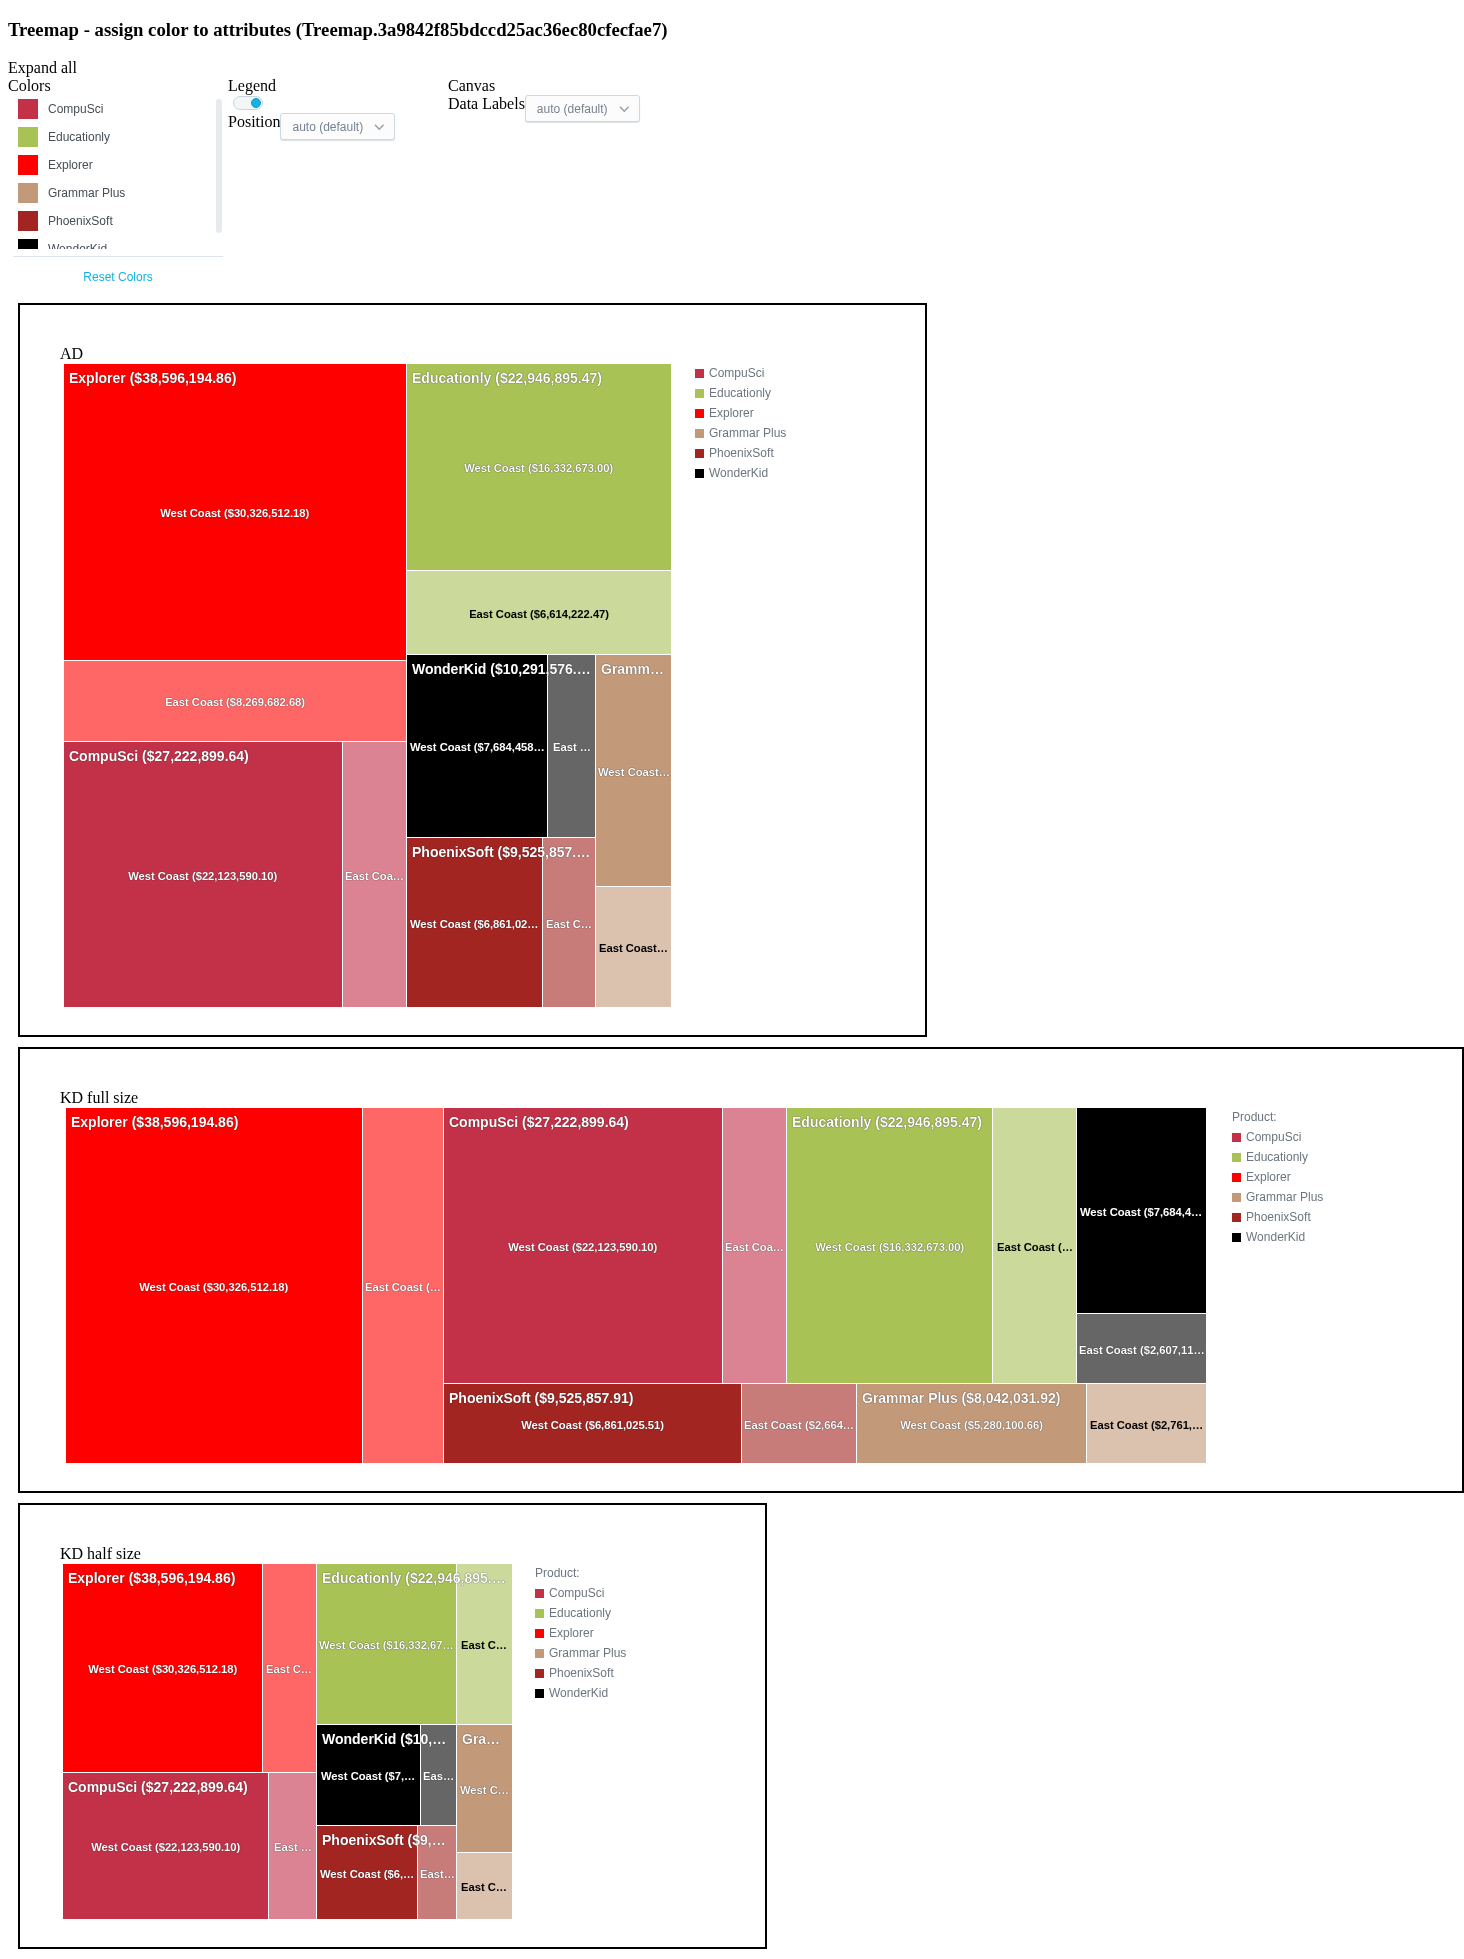 Treemap - assign color to attributes (Treemap.3a9842f85bdccd25ac36ec80cfecfae7)
Expand all
Colors
CompuSci
Educationly
Explorer
Grammar Plus
PhoenixSoft
WonderKid
Reset Colors
Legend
Position
auto (default)
Canvas
Data Labels
auto (default)
AD
Explorer ($38,596,194.86)
West Coast ($30,326,512.18)
East Coast ($8,269,682.68)
CompuSci ($27,222,899.64)
West Coast ($22,123,590.10)
East Coa…
Educationly ($22,946,895.47)
West Coast ($16,332,673.00)
East Coast ($6,614,222.47)
WonderKid ($10,291,576.…
West Coast ($7,684,458…
East …
PhoenixSoft ($9,525,857.…
West Coast ($6,861,02…
East C…
Gramm…
West Coast…
East Coast…
CompuSci
Educationly
Explorer
Grammar Plus
PhoenixSoft
WonderKid
KD full size
Explorer ($38,596,194.86)
West Coast ($30,326,512.18)
East Coast (…
CompuSci ($27,222,899.64)
West Coast ($22,123,590.10)
East Coa…
Educationly ($22,946,895.47)
West Coast ($16,332,673.00)
East Coast (…
West Coast ($7,684,4…
East Coast ($2,607,11…
PhoenixSoft ($9,525,857.91)
West Coast ($6,861,025.51)
East Coast ($2,664…
Grammar Plus ($8,042,031.92)
West Coast ($5,280,100.66)
East Coast ($2,761,…
Product:
CompuSci
Educationly
Explorer
Grammar Plus
PhoenixSoft
WonderKid
KD half size
Explorer ($38,596,194.86)
West Coast ($30,326,512.18)
East C…
CompuSci ($27,222,899.64)
West Coast ($22,123,590.10)
East …
Educationly ($22,946,895.…
West Coast ($16,332,67…
East C…
WonderKid ($10,…
West Coast ($7,…
Eas…
PhoenixSoft ($9,…
West Coast ($6,…
East…
Gra…
West C…
East C…
Product:
CompuSci
Educationly
Explorer
Grammar Plus
PhoenixSoft
WonderKid